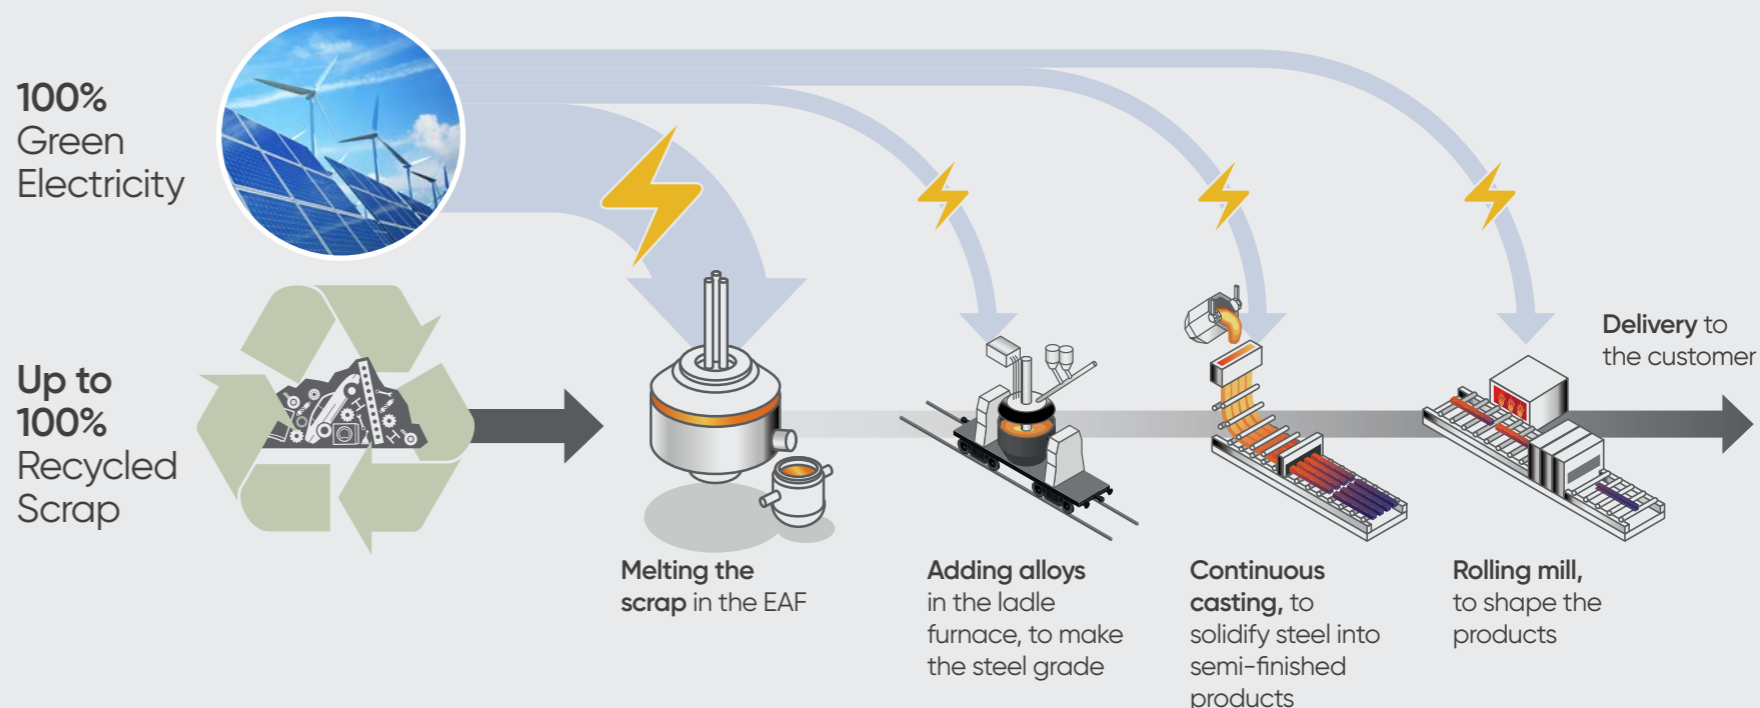 100%
Green
Electricity
Up to
100%
Recycled
Scrap
Melting the
scrap in the EAF
Adding alloys
in the ladle
furnace, to make
the steel grade
Continuous
casting, to
solidify steel into
semi-finished
products
Rolling mill,
to shape the
products
Delivery to
the customer